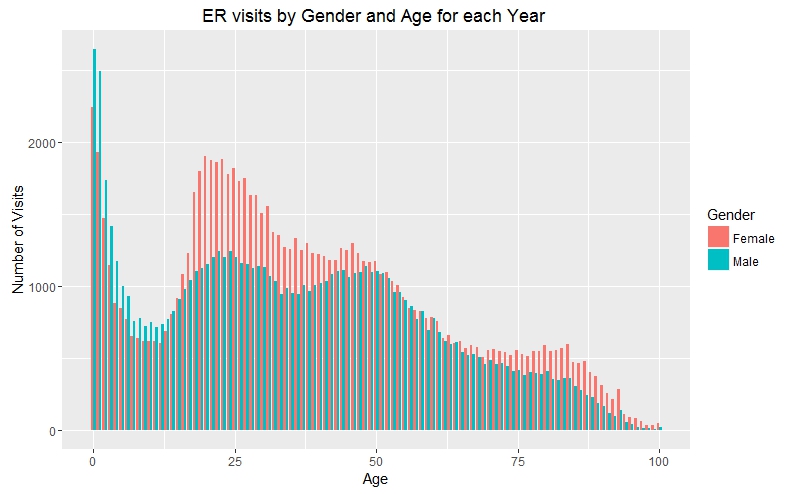 ER visits by Gender and Age for each Year
Number of Visits
2000
1000
0
0 25 50 75 100
Age
Gender
Female
Male